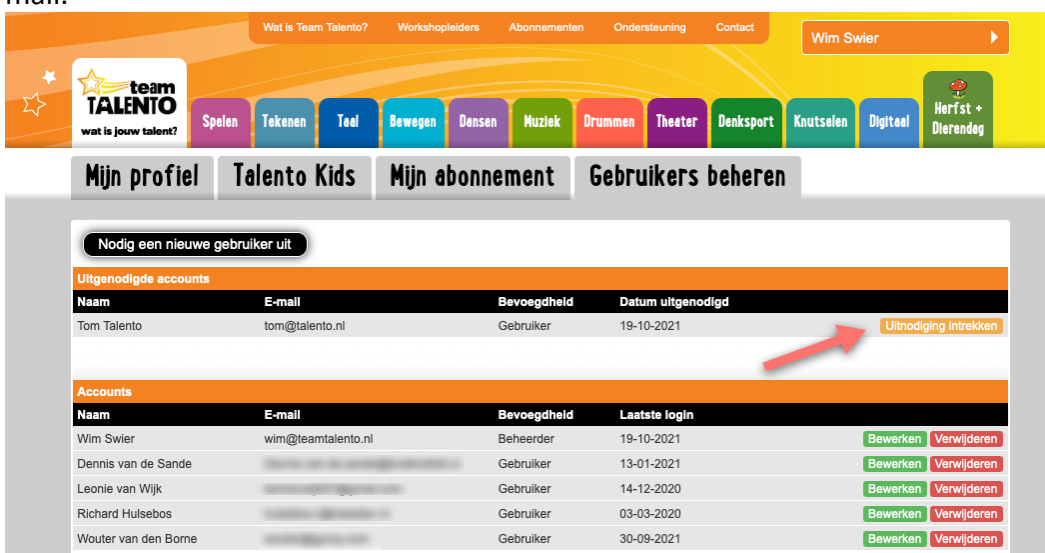 mail.
Wat is Team Talento? Workshopleiders Abonnementen Ondersteuning Contact
Wim Swier
team
TALENTO
wat is jouw talent?
Spelen Tekenen Taal Bewegen Dansen Muziek Drummen Theater Denksport Knutselen Digitaal Herfst +
Dierendag
Mijn profiel Talento Kids Mijn abonnement Gebruikers beheren
Nodig een nieuwe gebruiker uit
Uitgenodigde accounts
Naam E-mail Bevoegdheid Datum uitgenodigd
Tom Talento tom@talento.nl Gebruiker 19-10-2021 Uitnodiging intrekken
Accounts
Naam E-mail Bevoegdheid Laatste login
Wim Swier wim@teamtalento.nl Beheerder 19-10-2021 Bewerken Verwijderen
Dennis van de Sande Gebruiker 13-01-2021 Bewerken Verwijderen
Leonie van Wijk Gebruiker 14-12-2020 Bewerken Verwijderen
Richard Hulsebos Gebruiker 03-03-2020 Bewerken Verwijderen
Wouter van den Borne Gebruiker 30-09-2021 Bewerken Verwijderen